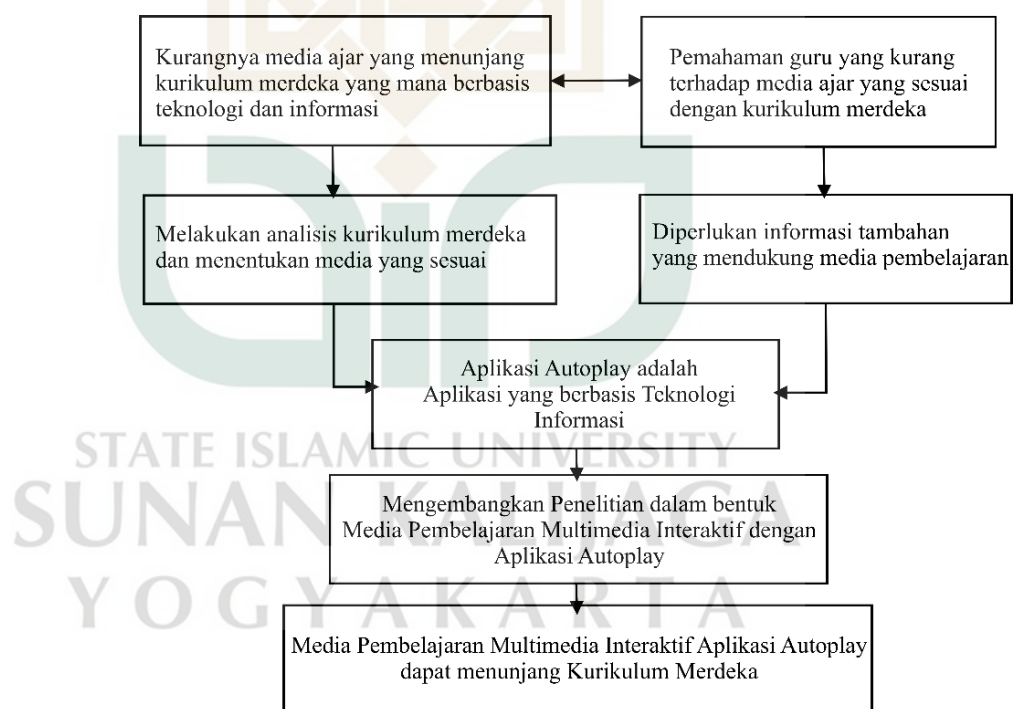 Kurangnya media ajar yang menunjang
kurikulum merdeka yang mana berbasis
teknologi dan informasi
Pemahaman guru yang kurang
terhadap media ajar yang sesuai
dengan kurikulum merdeka
Melakukan analisis kurikulum merdeka
dan menentukan media yang sesuai
Diperlukan informasi tambahan
yang mendukung media pembelajaran
Aplikasi Autoplay adalah
Aplikasi yang berbasis Teknologi
Informasi
STATE ISLAMIC UNIVERSITY
SUNAN KALIJAGA
YOGYAKARTA
Mengembangkan Penelitian dalam bentuk
Media Pembelajaran Multimedia Interaktif dengan
Aplikasi Autoplay
Media Pembelajaran Multimedia Interaktif Aplikasi Autoplay
dapat menunjang Kurikulum Merdeka